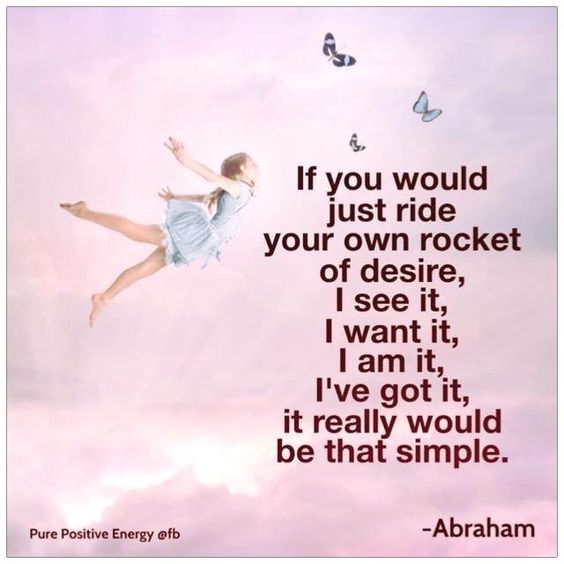 If you would
just ride
your own rocket
of desire,
I see it,
I want it,
I am it,
I've got it,
it really would
be that simple.
Pure Positive Energy @fb
-Abraham